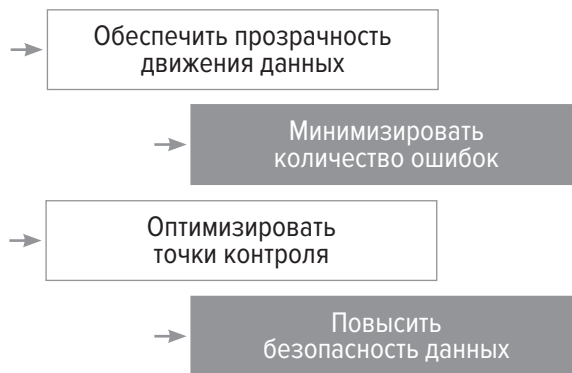 Обеспечить прозрачность
движения данных
Минимизировать
количество ошибок
Оптимизировать
точки контроля
Повысить
безопасность данных